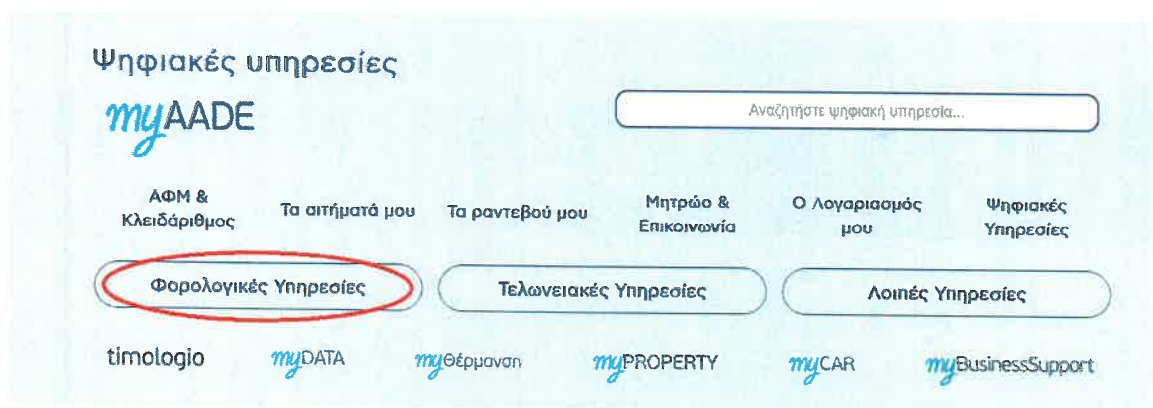 Ψηφιακές υπηρεσίες
myAADE
Αναζητήστε ψηφιακή υπηρεσία...
ΑΦΜ &
Κλειδάριθμος
Τα αιτήματά μου
Τα ραντεβού μου
Μητρώο &
Επικοινωνία
Ο Λογαριασμός
μου
Ψηφιακές
Υπηρεσίες
Φορολογικές Υπηρεσίες
Τελωνειακές Υπηρεσίες
Λοιπές Υπηρεσίες
timologio
myDATA
myΘέρμανση
myPROPERTY
myCAR
myBusinessSupport